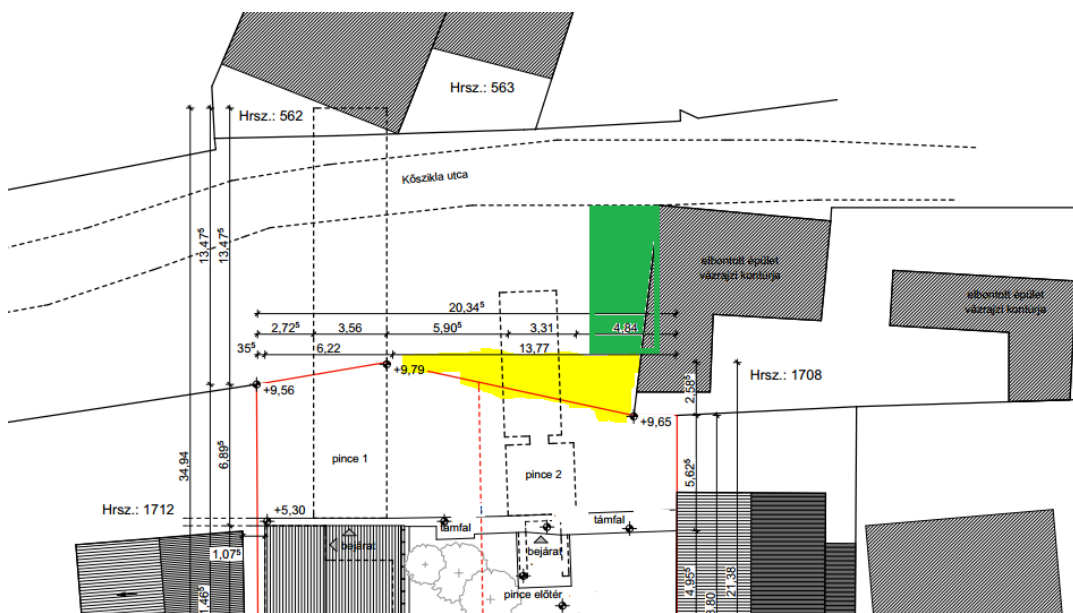 Hrsz.: 563
Hrsz.: 562
Kőszikla utca
13,47⁵
13,47⁵
elbontott épület
vázrajzi kontúrja
elbontott épület
vázrajzi kontúrja
20,34⁵
2,72⁵
3,56
5,90⁵
3,31
4,84
35⁵
6,22
13,77
+9,79
+9,56
Hrsz.: 1708
2,58⁵
+9,65
34,94
6,89⁵
pince 1
pince 2
5,62⁵
Hrsz.: 1712
+5,30
támfal
támfal
bejárat
bejárat
1,07⁵
1,46⁵
pince előtér
4,95⁵
3,80
21,38